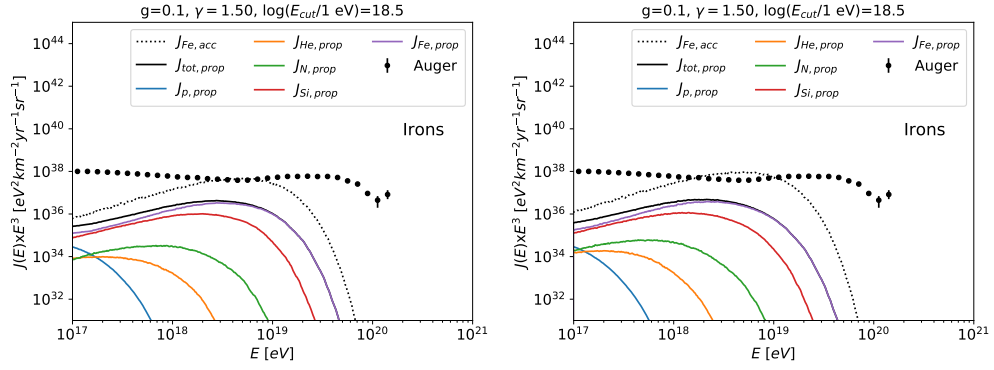 g=0.1, γ = 1.50, log(E_cut/1 eV)=18.5
J_Fe, acc
J_tot, prop
J_p, prop
J_He, prop
J_N, prop
J_Si, prop
J_Fe, prop
Auger
Irons
J(E)xE^3 [eV^2km^−2yr^−1sr^−1]
10^44
10^42
10^40
10^38
10^36
10^34
10^32
10^17 10^18 10^19 10^20 10^21
E [eV]
g=0.1, γ = 1.50, log(E_cut/1 eV)=18.5
J_Fe, acc
J_tot, prop
J_p, prop
J_He, prop
J_N, prop
J_Si, prop
J_Fe, prop
Auger
Irons
J(E)xE^3 [eV^2km^−2yr^−1sr^−1]
10^44
10^42
10^40
10^38
10^36
10^34
10^32
10^17 10^18 10^19 10^20 10^21
E [eV]